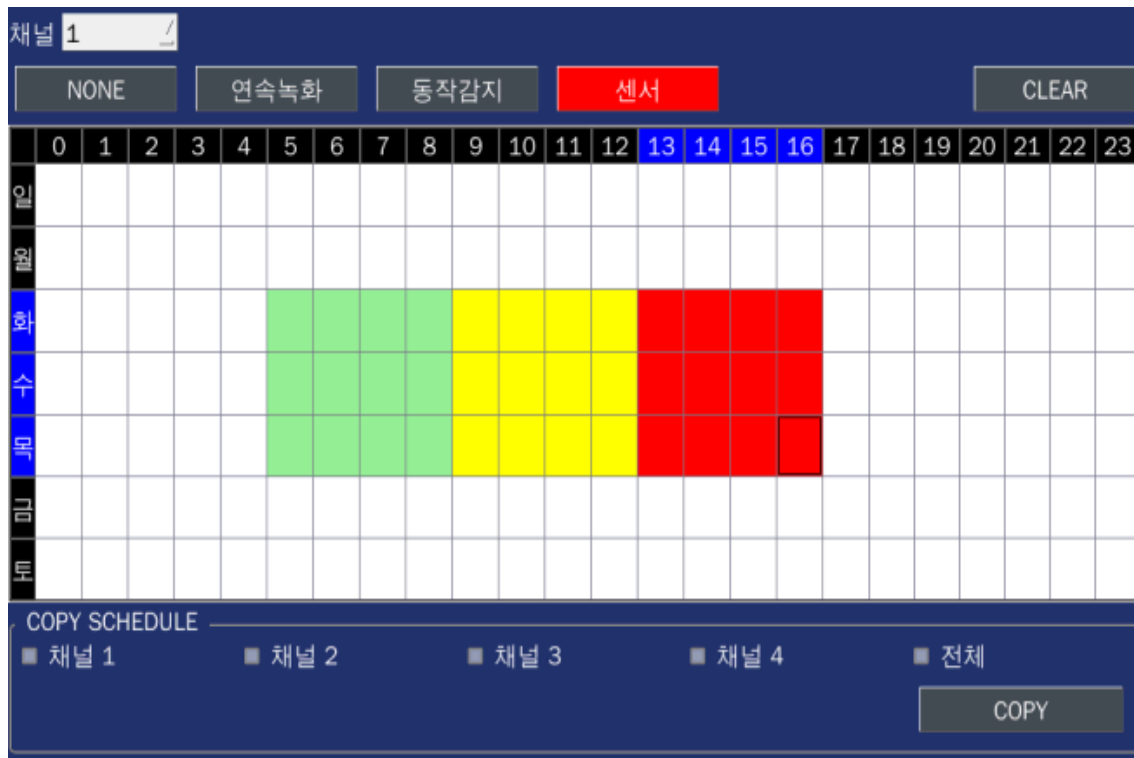 채널 1
NONE 연속녹화 동작감지 센서 CLEAR
0 1 2 3 4 5 6 7 8 9 10 11 12 13 14 15 16 17 18 19 20 21 22 23
일
월
화
수
목
금
토
COPY SCHEDULE
채널 1 채널 2 채널 3 채널 4 전체
COPY